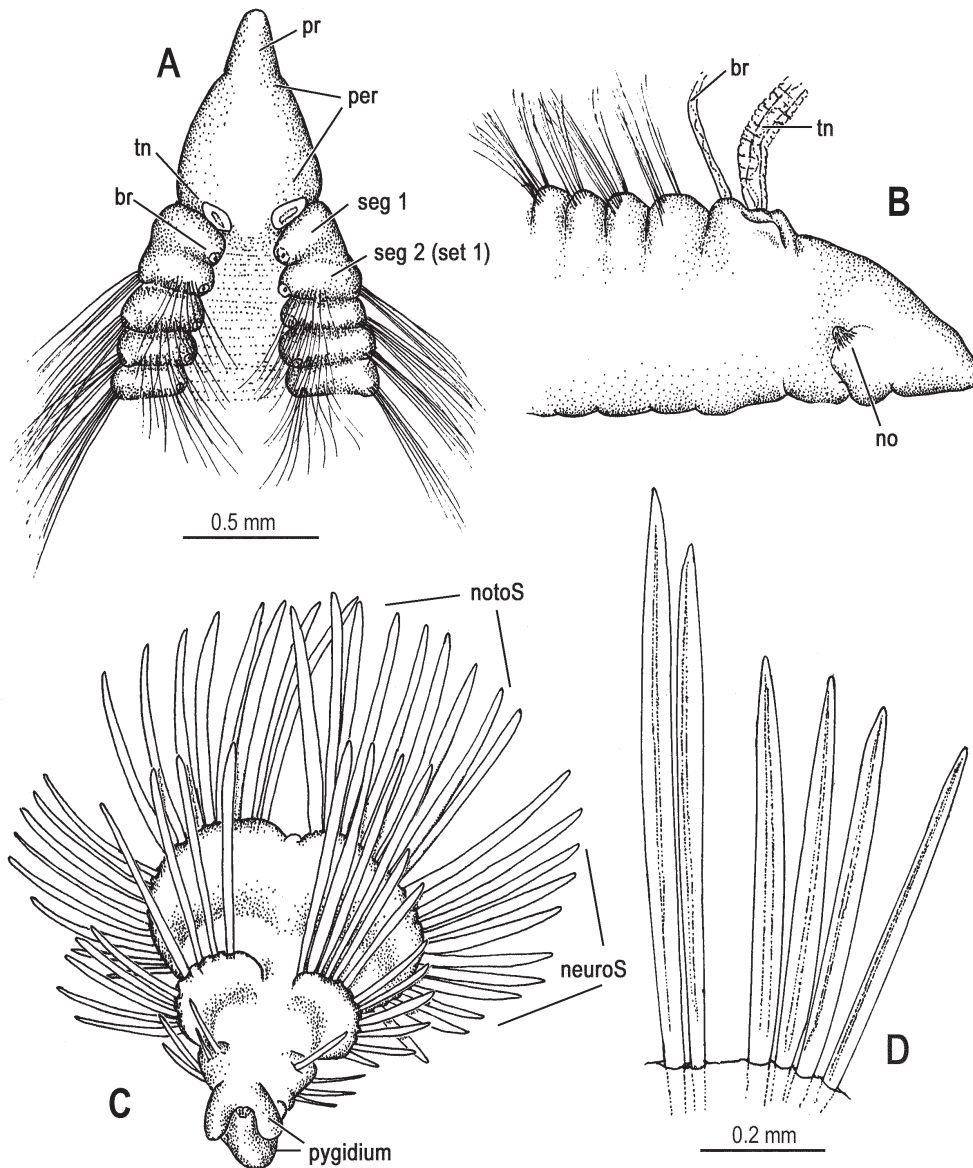 A
pr
per
tn
br
seg 1
seg 2 (set 1)
0.5 mm
br
tn
B
no
notoS
neuroS
C
pygidium
D
0.2 mm